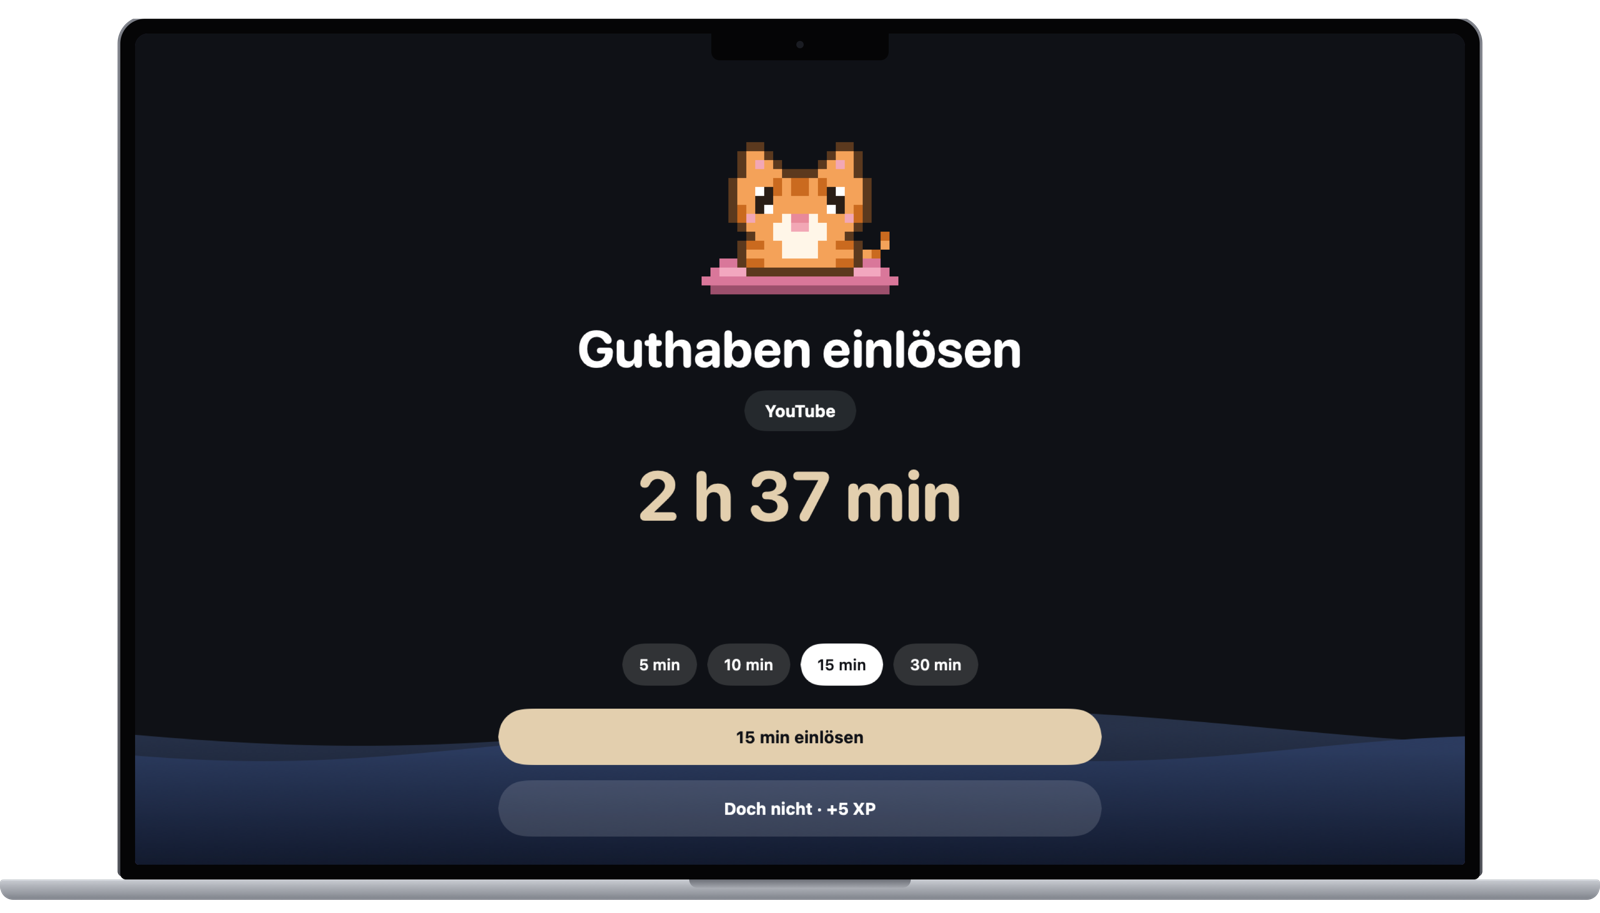 Guthaben einlösen
YouTube
2 h 37 min
5 min 10 min 15 min 30 min
15 min einlösen
Doch nicht · +5 XP